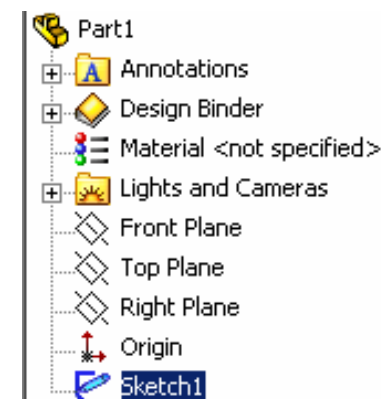 Part1
A Annotations
Design Binder
Material <not specified>
Lights and Cameras
Front Plane
Top Plane
Right Plane
Origin
Sketch1